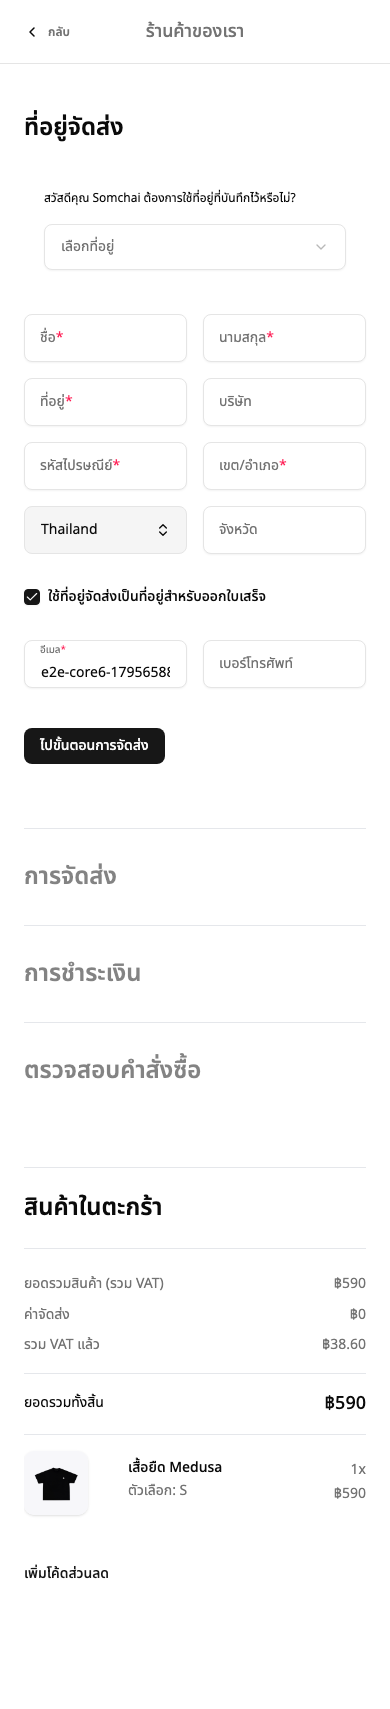 กลับ
ร้านค้าของเรา
ที่อยู่จัดส่ง
สวัสดีคุณ Somchai ต้องการใช้ที่อยู่ที่บันทึกไว้หรือไม่?
เลือกที่อยู่
ชื่อ*
นามสกุล*
ที่อยู่*
บริษัท
รหัสไปรษณีย์*
เขต/อำเภอ*
Thailand
จังหวัด
ใช้ที่อยู่จัดส่งเป็นที่อยู่สำหรับออกใบเสร็จ
อีเมล*
e2e-core6-17956588
เบอร์โทรศัพท์
ไปขั้นตอนการจัดส่ง
การจัดส่ง
การชำระเงิน
ตรวจสอบคำสั่งซื้อ
สินค้าในตะกร้า
ยอดรวมสินค้า (รวม VAT) ฿590
ค่าจัดส่ง ฿0
รวม VAT แล้ว ฿38.60
ยอดรวมทั้งสิ้น ฿590
เสื้อยืด Medusa 1x
ตัวเลือก: S ฿590
เพิ่มโค้ดส่วนลด